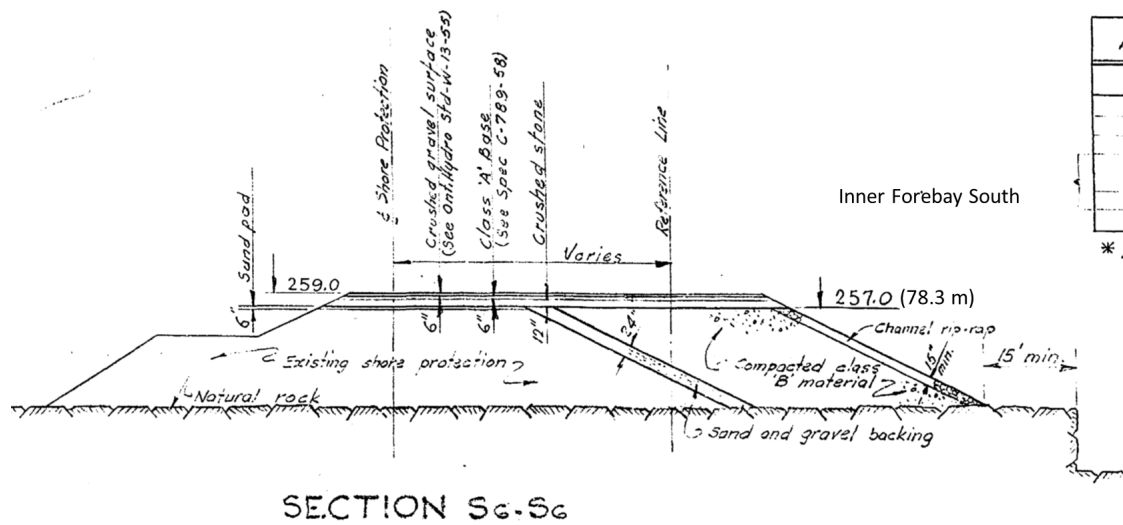 Sand pad
6"
259.0
℄ Shore Protection
Crushed gravel surface
(See Ont. Hydro Std-W-13-55)
6"
Class 'A' Base
(See Spec C-789-58)
6"
Crushed stone
12"
Reference Line
Varies
Inner Forebay South
257.0 (78.3 m)
24"
Channel rip-rap
15"
min.
15' min.
Compacted class
'B' material
Existing shore protection
Natural rock
Sand and gravel backing
*
SECTION S6-S6